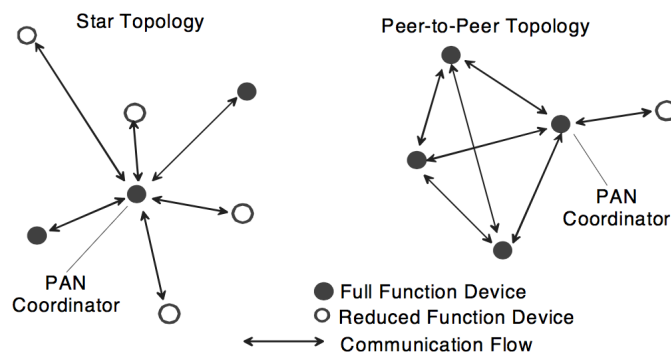 Star Topology
Peer-to-Peer Topology
PAN
Coordinator
PAN
Coordinator
Full Function Device
Reduced Function Device
Communication Flow